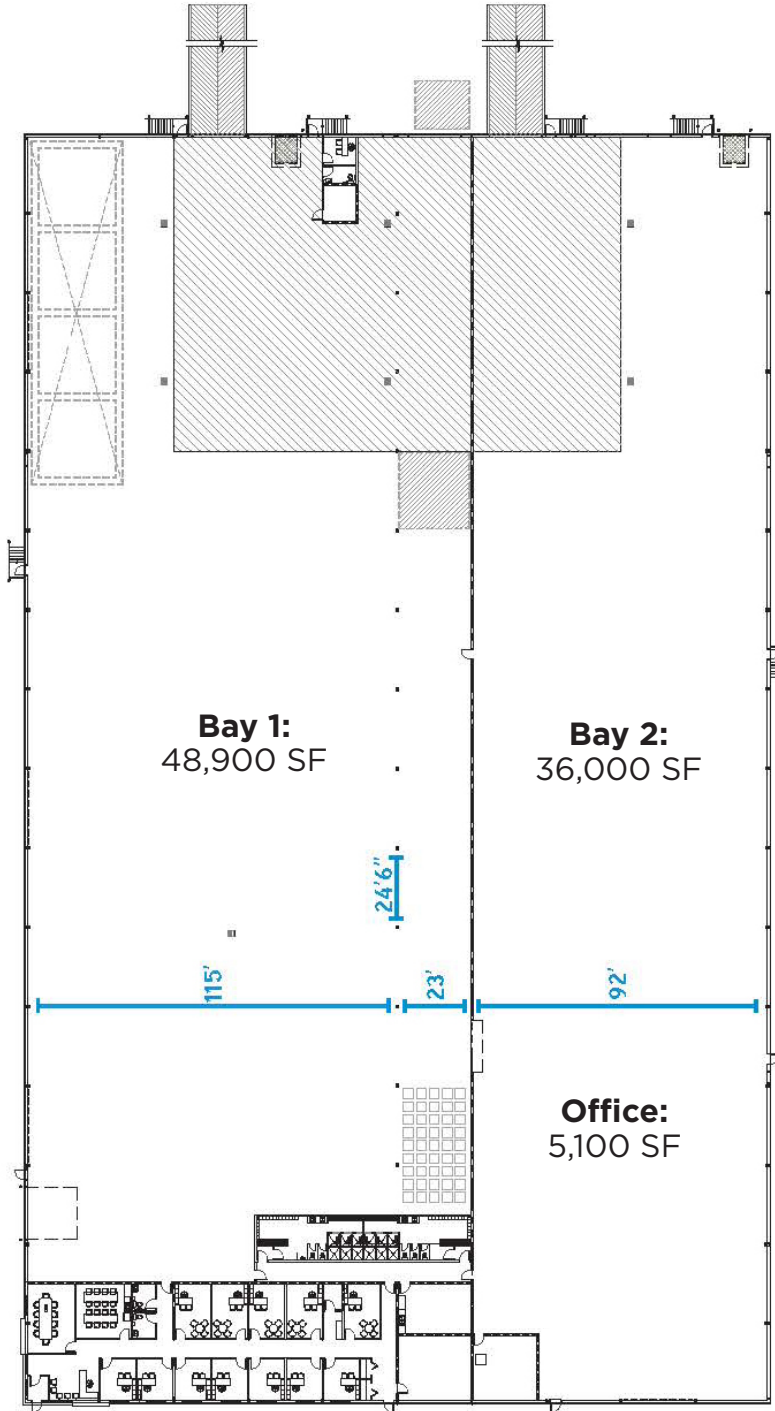 Bay 1:
48,900 SF
Bay 2:
36,000 SF
24'6"
115'
23'
92'
Office:
5,100 SF